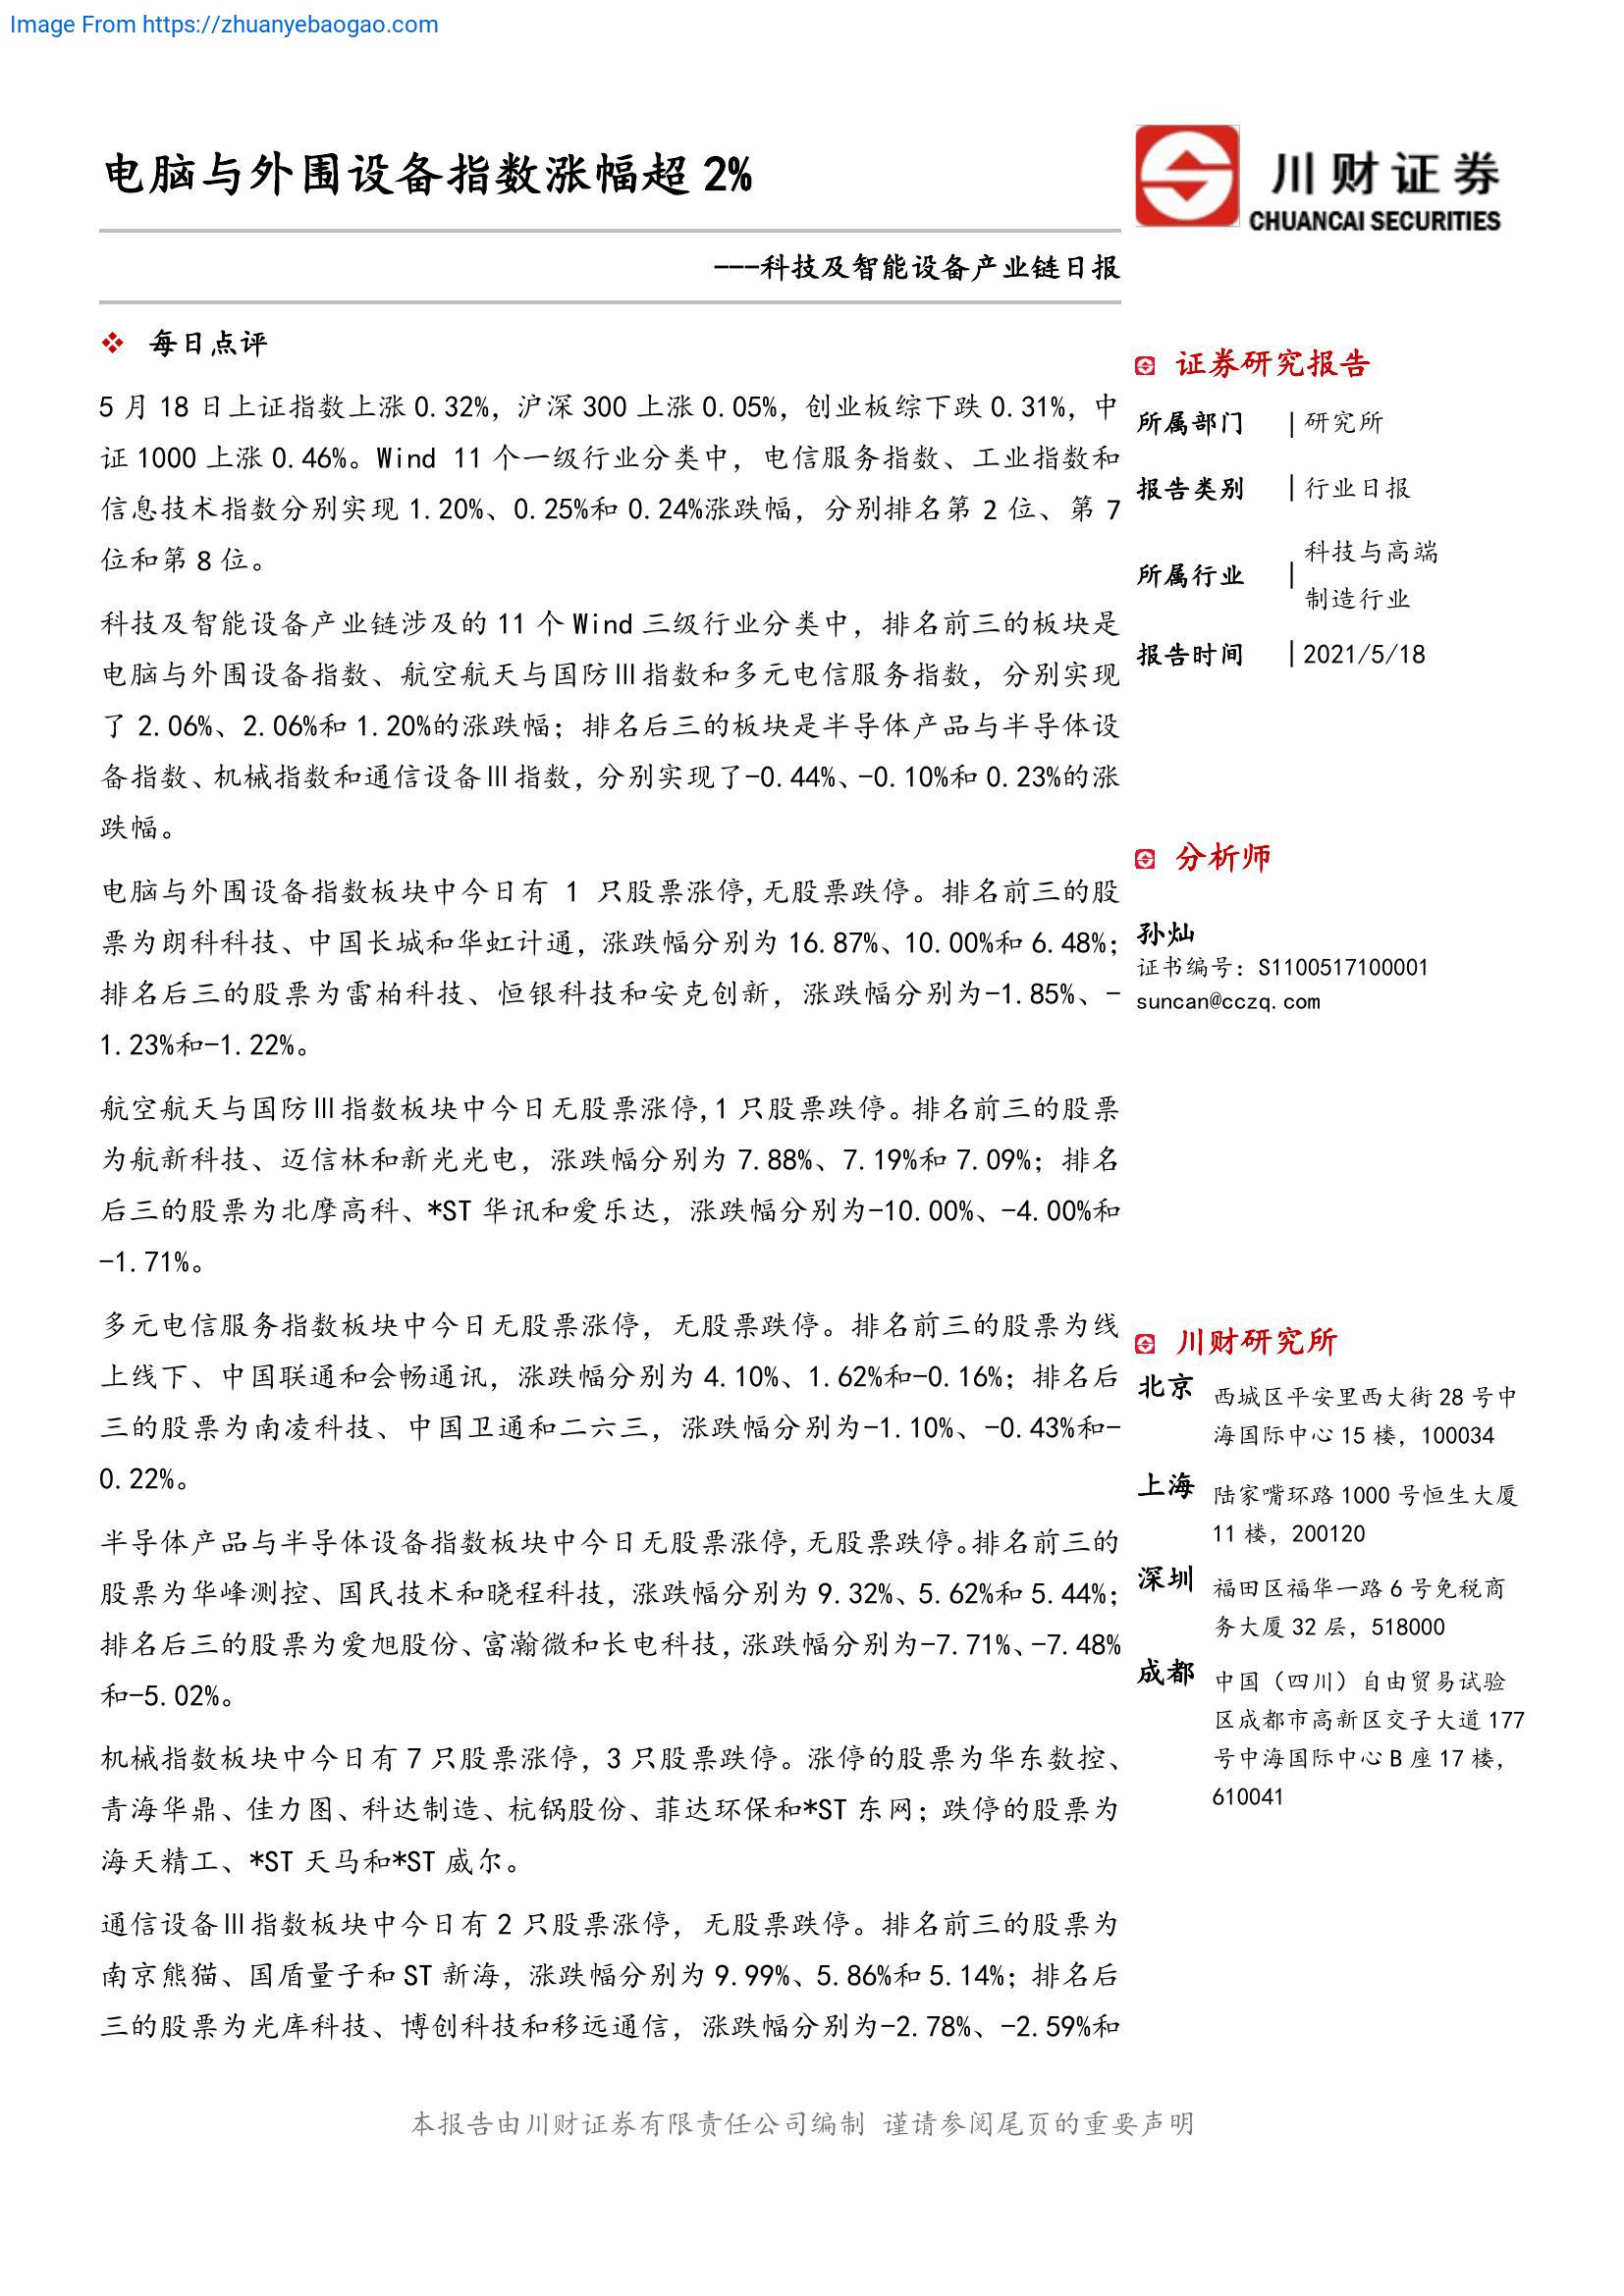 Image From https://zhuanyebaogao.com
电脑与外围设备指数涨幅超 2%
川财证券
CHUANCAI SECURITIES
---科技及智能设备产业链日报
每日点评
5 月 18 日上证指数上涨 0.32%，沪深 300 上涨 0.05%，创业板综下跌 0.31%，中
证 1000 上涨 0.46%。Wind 11 个一级行业分类中，电信服务指数、工业指数和
信息技术指数分别实现 1.20%、0.25%和 0.24%涨跌幅，分别排名第 2 位、第 7
位和第 8 位。
科技及智能设备产业链涉及的 11 个 Wind 三级行业分类中，排名前三的板块是
电脑与外围设备指数、航空航天与国防Ⅲ指数和多元电信服务指数，分别实现
了 2.06%、2.06%和 1.20%的涨跌幅；排名后三的板块是半导体产品与半导体设
备指数、机械指数和通信设备Ⅲ指数，分别实现了-0.44%、-0.10%和 0.23%的涨
跌幅。
电脑与外围设备指数板块中今日有 1 只股票涨停,无股票跌停。排名前三的股
票为朗科科技、中国长城和华虹计通，涨跌幅分别为 16.87%、10.00%和 6.48%；
排名后三的股票为雷柏科技、恒银科技和安克创新，涨跌幅分别为-1.85%、-
1.23%和-1.22%。
航空航天与国防Ⅲ指数板块中今日无股票涨停,1 只股票跌停。排名前三的股票
为航新科技、迈信林和新光光电，涨跌幅分别为 7.88%、7.19%和 7.09%；排名
后三的股票为北摩高科、*ST 华讯和爱乐达，涨跌幅分别为-10.00%、-4.00%和
-1.71%。
多元电信服务指数板块中今日无股票涨停，无股票跌停。排名前三的股票为线
上线下、中国联通和会畅通讯，涨跌幅分别为 4.10%、1.62%和-0.16%；排名后
三的股票为南凌科技、中国卫通和二六三，涨跌幅分别为-1.10%、-0.43%和-
0.22%。
半导体产品与半导体设备指数板块中今日无股票涨停,无股票跌停。排名前三的
股票为华峰测控、国民技术和晓程科技，涨跌幅分别为 9.32%、5.62%和 5.44%；
排名后三的股票为爱旭股份、富瀚微和长电科技，涨跌幅分别为-7.71%、-7.48%
和-5.02%。
机械指数板块中今日有 7 只股票涨停，3 只股票跌停。涨停的股票为华东数控、
青海华鼎、佳力图、科达制造、杭锅股份、菲达环保和*ST 东网；跌停的股票为
海天精工、*ST 天马和*ST 威尔。
通信设备Ⅲ指数板块中今日有 2 只股票涨停，无股票跌停。排名前三的股票为
南京熊猫、国盾量子和 ST 新海，涨跌幅分别为 9.99%、5.86%和 5.14%；排名后
三的股票为光库科技、博创科技和移远通信，涨跌幅分别为-2.78%、-2.59%和
证券研究报告
所属部门 | 研究所
报告类别 | 行业日报
所属行业 | 科技与高端
制造行业
报告时间 | 2021/5/18
分析师
孙灿
证书编号：S1100517100001
suncan@cczq.com
川财研究所
北京 西城区平安里西大街 28 号中
海国际中心 15 楼，100034
上海 陆家嘴环路 1000 号恒生大厦
11 楼，200120
深圳 福田区福华一路 6 号免税商
务大厦 32 层，518000
成都 中国（四川）自由贸易试验
区成都市高新区交子大道 177
号中海国际中心 B 座 17 楼，
610041
本报告由川财证券有限责任公司编制 谨请参阅尾页的重要声明